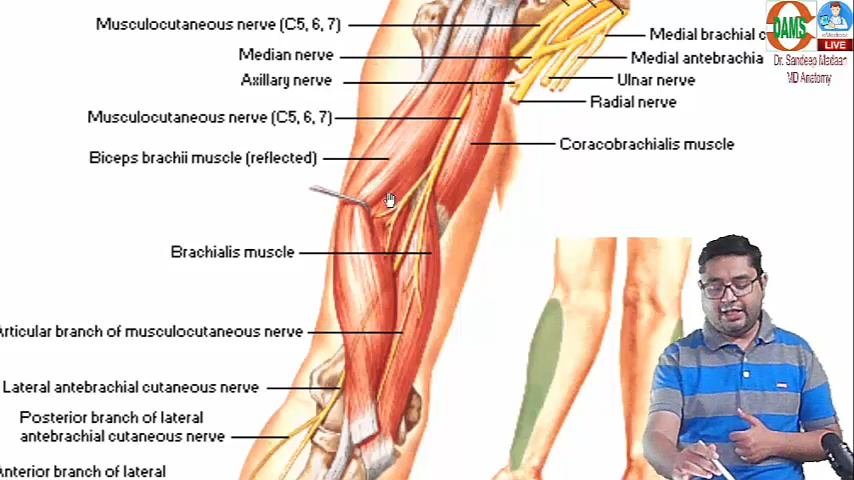 Musculocutaneous nerve (C5, 6, 7)
Median nerve
Axillary nerve
Musculocutaneous nerve (C5, 6, 7)
Biceps brachii muscle (reflected)
Brachialis muscle
Articular branch of musculocutaneous nerve
Lateral antebrachial cutaneous nerve
Posterior branch of lateral
antebrachial cutaneous nerve
Anterior branch of lateral
Medial brachial c
Medial antebrachia
Ulnar nerve
Radial nerve
Coracobrachialis muscle
DAMS
LIVE
Dr. Sandeep Madaan
MD Anatomy